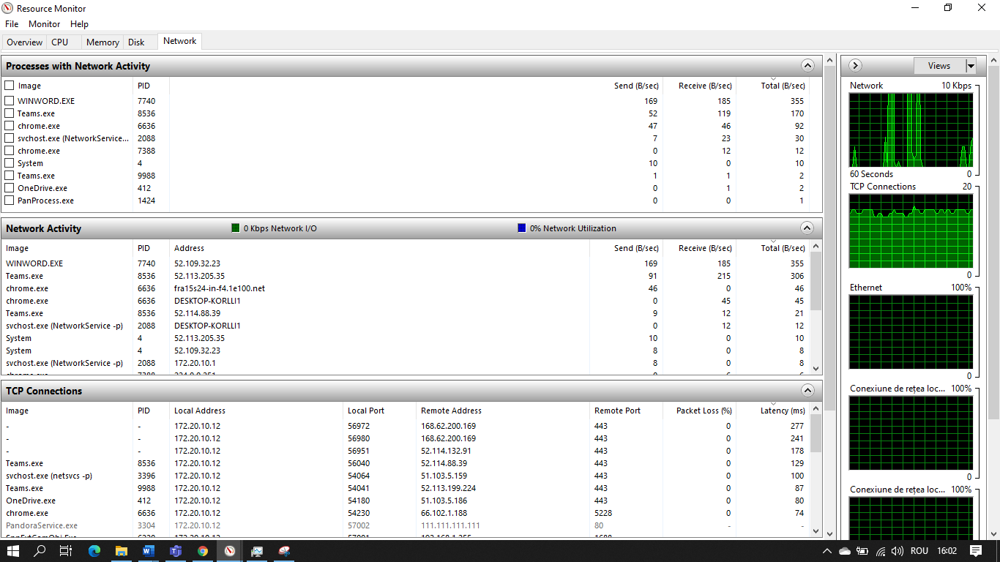 Resource Monitor
File Monitor Help
Overview CPU Memory Disk Network
Processes with Network Activity
Image PID Send (B/sec) Receive (B/sec) Total (B/sec)
WINWORD.EXE 7740 169 185 355
Teams.exe 8536 52 119 170
chrome.exe 6636 47 46 92
svchost.exe (NetworkService... 2088 7 23 30
chrome.exe 7388 0 12 12
System 4 10 0 10
Teams.exe 9988 1 1 2
OneDrive.exe 412 0 1 2
PanProcess.exe 1424 0 0 1
Network Activity 0 Kbps Network I/O 0% Network Utilization
Image PID Address Send (B/sec) Receive (B/sec) Total (B/sec)
WINWORD.EXE 7740 52.109.32.23 169 185 355
Teams.exe 8536 52.113.205.35 91 215 306
chrome.exe 6636 fra15s24-in-f4.1e100.net 46 0 46
chrome.exe 6636 DESKTOP-KORLLI1 0 45 45
Teams.exe 8536 52.114.88.39 9 12 21
svchost.exe (NetworkService -p) 2088 DESKTOP-KORLLI1 0 12 12
System 4 52.113.205.35 10 0 10
System 4 52.109.32.23 8 0 8
svchost.exe (NetworkService -p) 2088 172.20.10.1 8 0 8
TCP Connections
Image PID Local Address Local Port Remote Address Remote Port Packet Loss (%) Latency (ms)
- - 172.20.10.12 56972 168.62.200.169 443 0 277
- - 172.20.10.12 56980 168.62.200.169 443 0 241
- - 172.20.10.12 56951 52.114.132.91 443 0 178
Teams.exe 8536 172.20.10.12 56040 52.114.88.39 443 0 129
svchost.exe (netsvcs -p) 3396 172.20.10.12 54064 51.103.5.159 443 0 100
Teams.exe 9988 172.20.10.12 54041 52.113.199.224 443 0 87
OneDrive.exe 412 172.20.10.12 54180 51.103.5.186 443 0 80
chrome.exe 6636 172.20.10.12 54230 66.102.1.188 5228 0 74
PandoraService.exe 3304 172.20.10.12 57002 111.111.111.111 80 - -
Views
Network 10 Kbps
60 Seconds 0
TCP Connections 20
0
Ethernet 100%
0
Conexiune de rețea loc... 100%
0
Conexiune de rețea loc... 100%
ROU 16:02